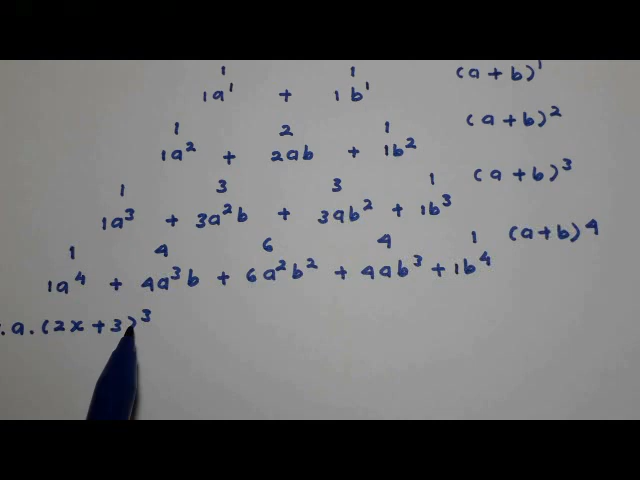 1 1 (a + b)¹
1a¹ + 1b¹
1 2 1 (a + b)²
1a² + 2ab + 1b²
1 3 3 1 (a + b)³
1a³ + 3a²b + 3ab² + 1b³
1 4 6 4 1 (a + b)⁴
1a⁴ + 4a³b + 6a²b² + 4ab³ + 1b⁴
.a. (2x + 3)³